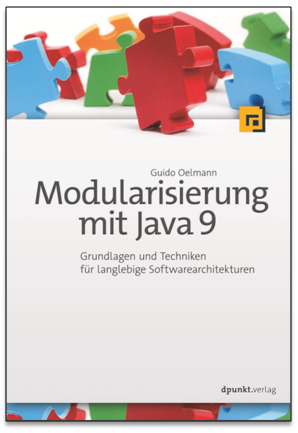 Guido Oelmann
Modularisierung
mit Java 9
Grundlagen und Techniken
für langlebige Softwarearchitekturen
dpunkt.verlag